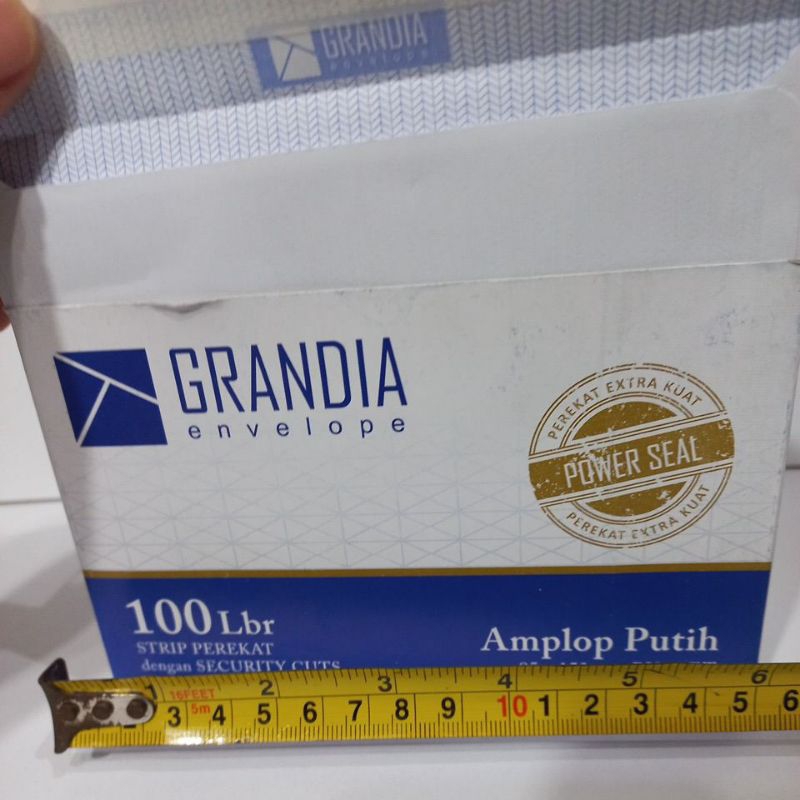 GRANDIA
envelope
GRANDIA
envelope
PEREKAT EXTRA KUAT
POWER SEAL
PEREKAT EXTRA KUAT
100 Lbr
STRIP PEREKAT
dengan SECURITY CUTS
Amplop Putih
1 16FEET 2 3 4 5 6
3 5m 4 5 6 7 8 9 10 1 2 3 4 5 6